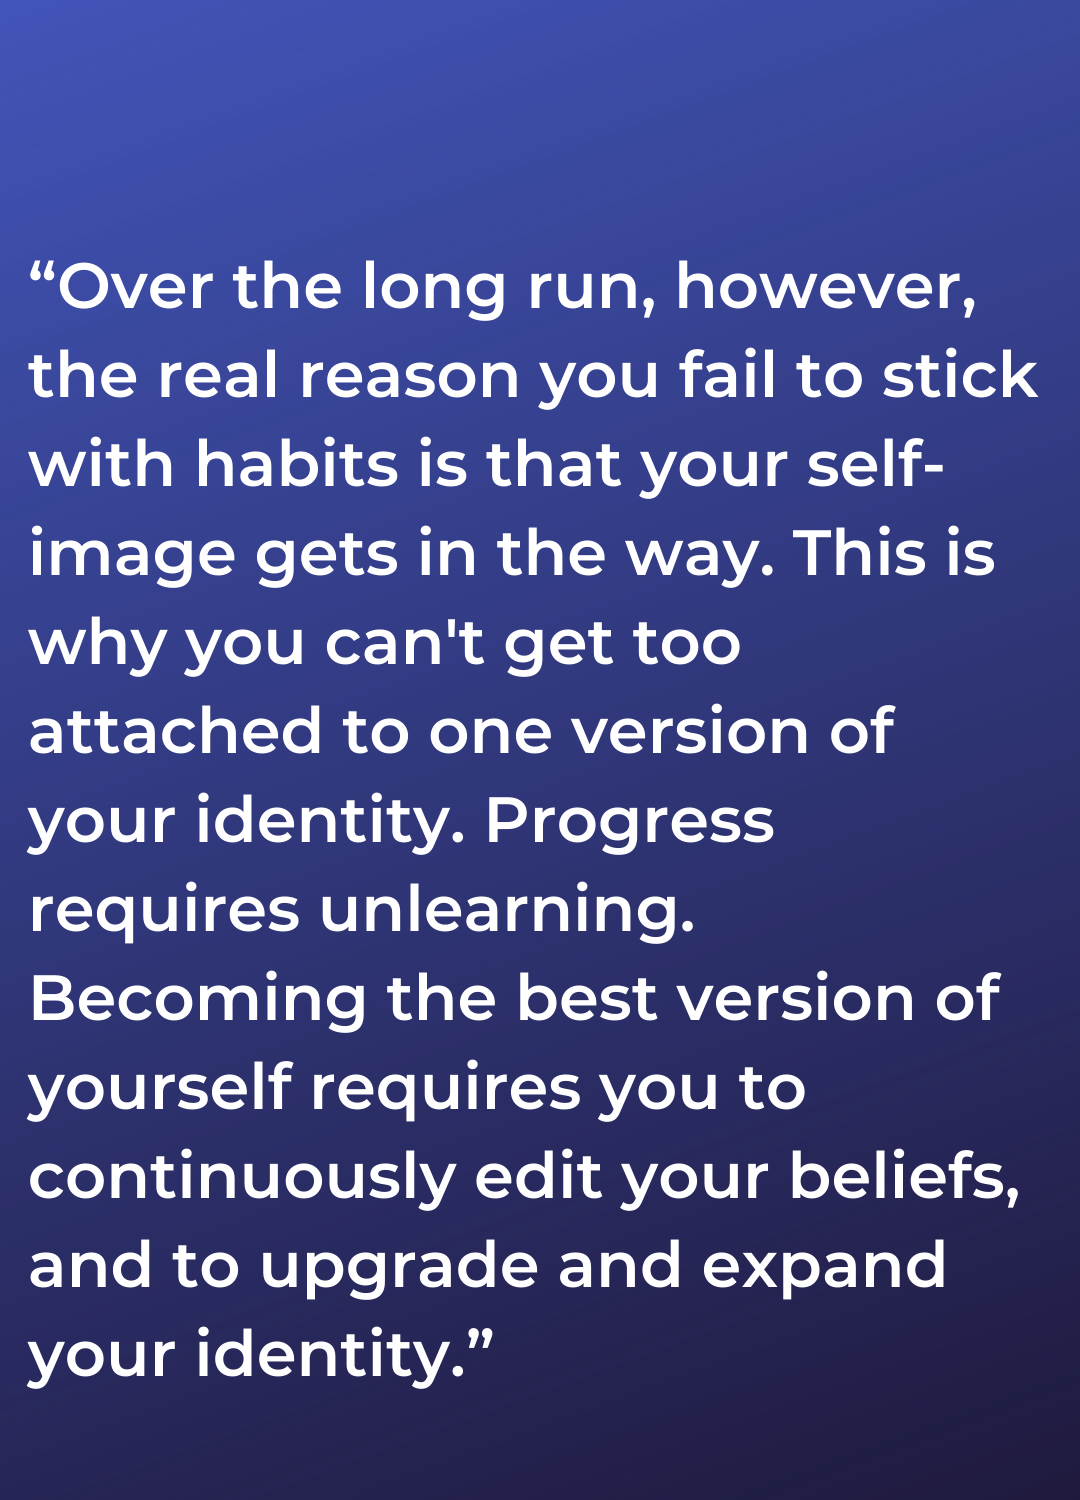 “Over the long run, however,
the real reason you fail to stick
with habits is that your self-
image gets in the way. This is
why you can't get too
attached to one version of
your identity. Progress
requires unlearning.
Becoming the best version of
yourself requires you to
continuously edit your beliefs,
and to upgrade and expand
your identity.”